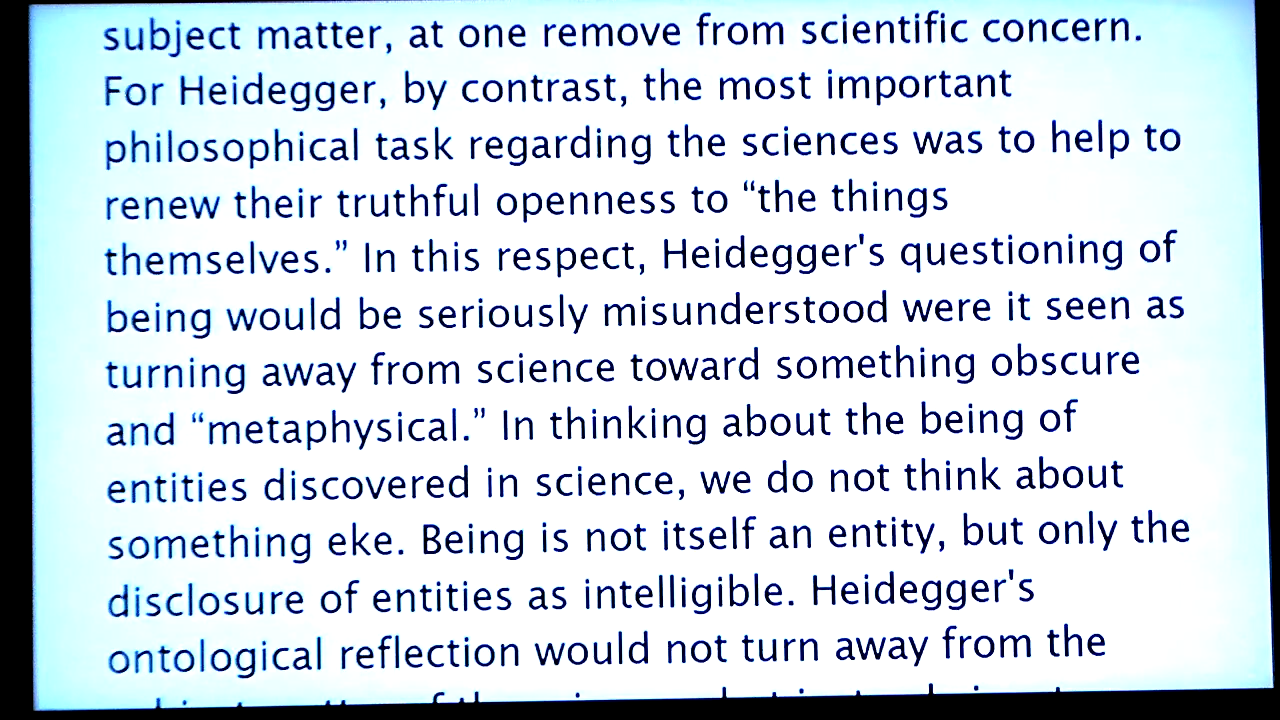 subject matter, at one remove from scientific concern.
For Heidegger, by contrast, the most important
philosophical task regarding the sciences was to help to
renew their truthful openness to “the things
themselves.” In this respect, Heidegger's questioning of
being would be seriously misunderstood were it seen as
turning away from science toward something obscure
and “metaphysical.” In thinking about the being of
entities discovered in science, we do not think about
something eke. Being is not itself an entity, but only the
disclosure of entities as intelligible. Heidegger's
ontological reflection would not turn away from the